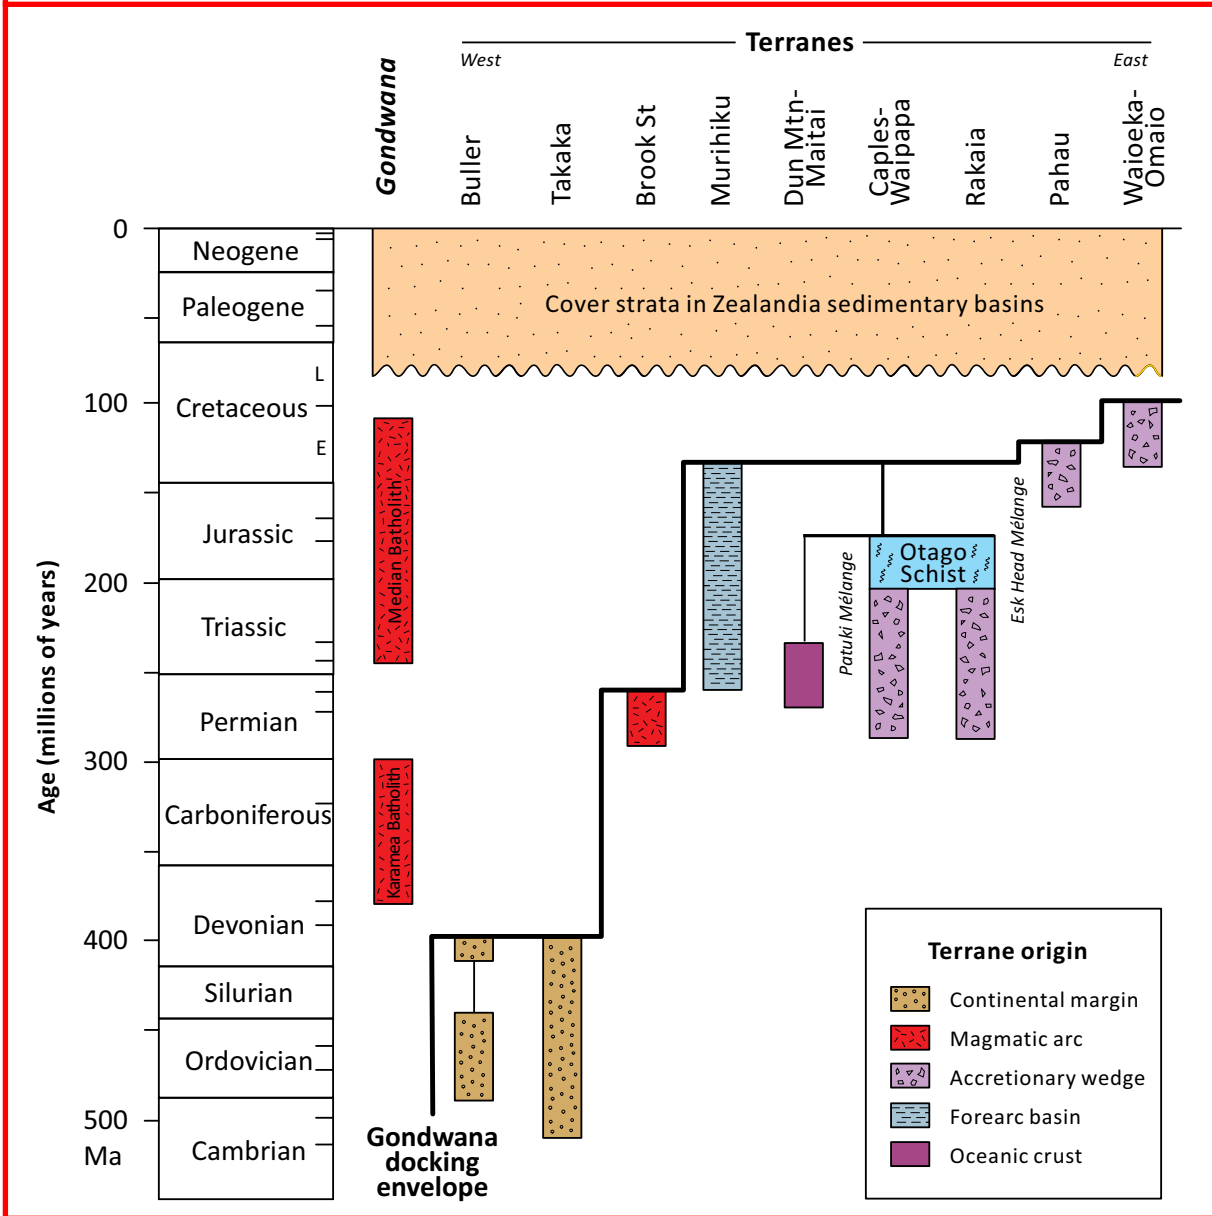 Terranes
West
East
Gondwana
Buller
Takaka
Brook St
Murihiku
Dun Mtn-
Maitai
Caples-
Waipapa
Rakaia
Pahau
Waioeka-
Omaio
Age (millions of years)
0
100
200
300
400
500
Ma
Neogene
Paleogene
Cretaceous
L
E
Jurassic
Triassic
Permian
Carboniferous
Devonian
Silurian
Ordovician
Cambrian
Cover strata in Zealandia sedimentary basins
Median Batholith
Karamea Batholith
Patuki Mélange
Otago
Schist
Esk Head Mélange
Gondwana
docking
envelope
Terrane origin
Continental margin
Magmatic arc
Accretionary wedge
Forearc basin
Oceanic crust